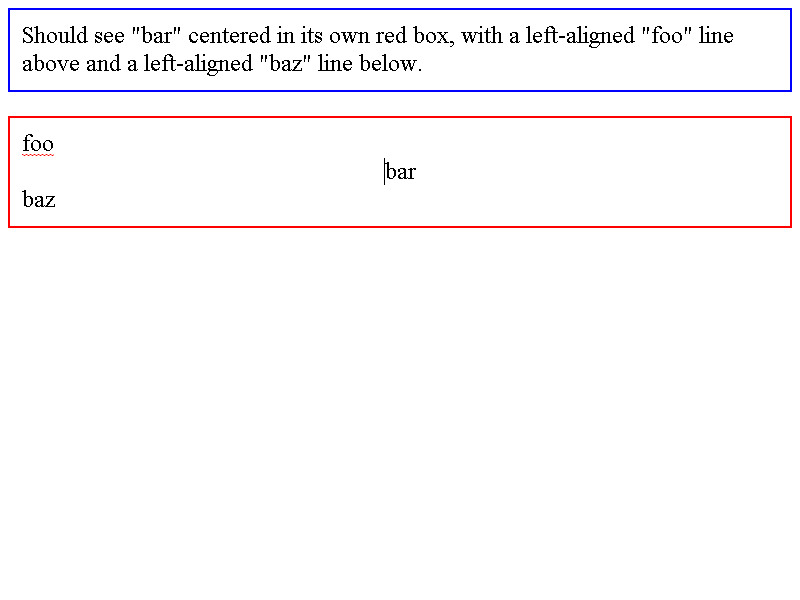 Should see "bar" centered in its own red box, with a left-aligned "foo" line
above and a left-aligned "baz" line below.
foo
bar
baz